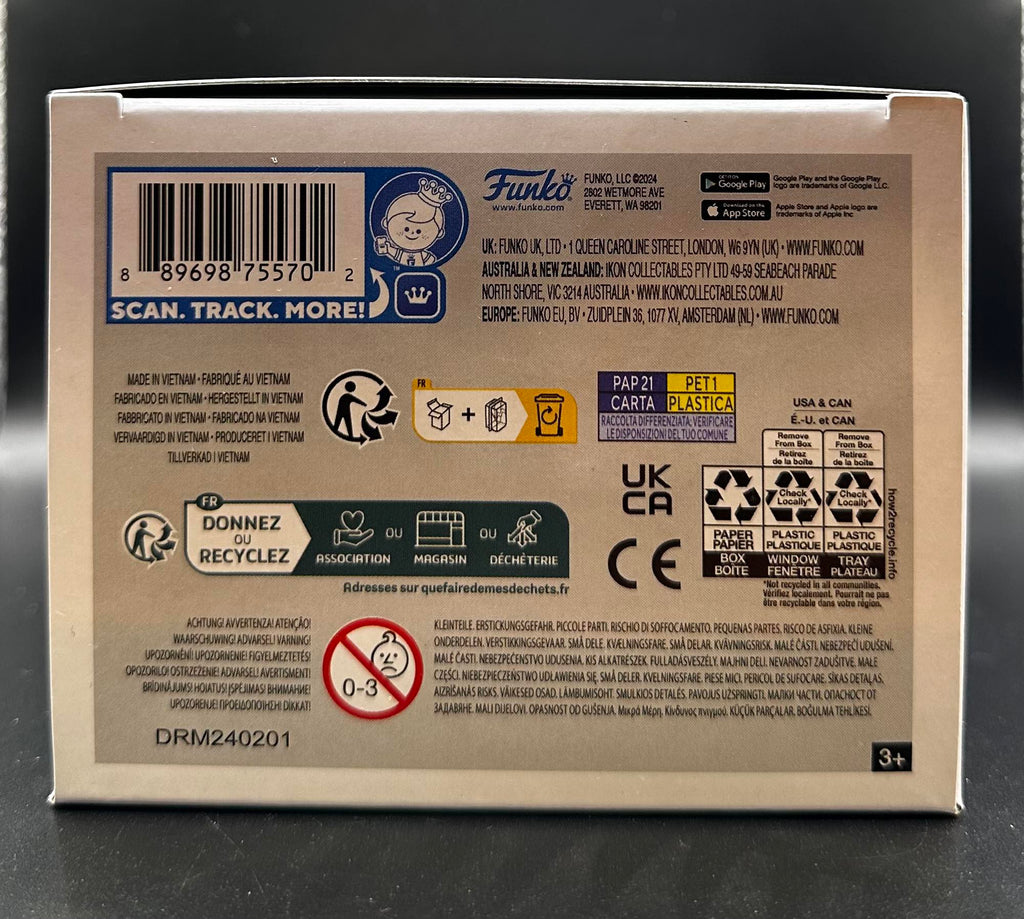 8 89698 75570 2
SCAN. TRACK. MORE!
TM
Funko
www.funko.com
FUNKO, LLC ©2024
2802 WETMORE AVE
EVERETT, WA 98201
GET IT ON
Google Play
Google Play and the Google Play
logo are trademarks of Google LLC.
Download on the
App Store
Apple Store and Apple logo are
trademarks of Apple Inc
UK: FUNKO UK, LTD • 1 QUEEN CAROLINE STREET, LONDON, W6 9YN (UK) • WWW.FUNKO.COM
AUSTRALIA & NEW ZEALAND: IKON COLLECTABLES PTY LTD 49-59 SEABEACH PARADE
NORTH SHORE, VIC 3214 AUSTRALIA • WWW.IKONCOLLECTABLES.COM.AU
EUROPE: FUNKO EU, BV • ZUIDPLEIN 36, 1077 XV, AMSTERDAM (NL) • WWW.FUNKO.COM
MADE IN VIETNAM • FABRIQUÉ AU VIETNAM
FABRICADO EN VIETNAM • HERGESTELLT IN VIETNAM
FABBRICATO IN VIETNAM • FABRICADO NA VIETNAM
VERVAARDIGD IN VIETNAM • PRODUCERET I VIETNAM
TILLVERKAD I VIETNAM
FR
+
PAP 21
CARTA
PET 1
PLASTICA
RACCOLTA DIFFERENZIATA. VERIFICARE
LE DISPOSIZIONI DEL TUO COMUNE
USA & CAN
É.-U. et CAN
Remove
From Box
Retirez
de la boîte
Remove
From Box
Retirez
de la boîte
Check
Locally*
Check
Locally*
PAPER
PAPIER
BOX
BOÎTE
PLASTIC
PLASTIQUE
WINDOW
FENÊTRE
PLASTIC
PLASTIQUE
TRAY
PLATEAU
how2recycle.info
*Not recycled in all communities.
Vérifiez localement. Pourrait ne pas
être recyclable dans votre région.
UK
CA
CE
FR
DONNEZ
OU
RECYCLEZ
ASSOCIATION
OU
MAGASIN
OU
DÉCHÈTERIE
Adresses sur quefairedemesdechets.fr
ACHTUNG! AVVERTENZA! ATENÇÃO!
WAARSCHUWING! ADVARSEL! VARNING!
UPOZORNĚNÍ! UPOZORNENIE! FIGYELMEZTETÉS!
OPOZORILO! OSTRZEŻENIE! ADVARSEL! AVERTISMENT!
BRĪDINĀJUMS! HOIATUS! ĮSPĖJIMAS! ВНИМАНИЕ!
UPOZORENJE! ΠΡΟΕΙΔΟΠΟΙΗΣΗ! DIKKAT!
0-3
KLEINTEILE. ERSTICKUNGSGEFAHR. PICCOLE PARTI. RISCHIO DI SOFFOCAMENTO. PEQUENAS PARTES. RISCO DE ASFIXIA. KLEINE
ONDERDELEN. VERSTIKKINGSGEVAAR. SMÅ DELE. KVÆLNINGSFARE. SMÅ DELAR. KVÄVNINGSRISK. MALÉ ČÁSTI. NEBEZPEČÍ UDUŠENÍ.
MALÉ ČASTI. NEBEZPEČENSTVO UDUSENIA. KIS ALKATRÉSZEK. FULLADÁSVESZÉLY. MAJHNI DELI. NEVARNOST ZADUŠITVE. MAŁE
CZĘŚCI. NIEBEZPIECZEŃSTWO UDŁAWIENIA SIĘ. SMÅ DELER. KVELNINGSFARE. PIESE MICI. PERICOL DE SUFOCARE. SĪKAS DETAĻAS.
AIZRĪŠANĀS RISKS. VÄIKESED OSAD. LÄMBUMISOHT. SMULKIOS DETALĖS. PAVOJUS UŽSPRINGTI. МАЛКИ ЧАСТИ. ОПАСНОСТ ОТ
ЗАДАВЯНЕ. MALI DIJELOVI. OPASNOST OD GUŠENJA. Μικρά Μέρη. Κίνδυνος πνιγμού. KÜÇÜK PARÇALAR. BOĞULMA TEHLİKESİ.
DRM240201
3+